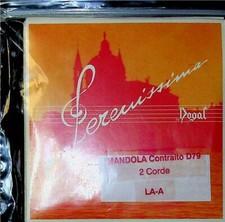 Serenissima
Dogal
MANDOLA Contralto D79
2 Corde
LA-A